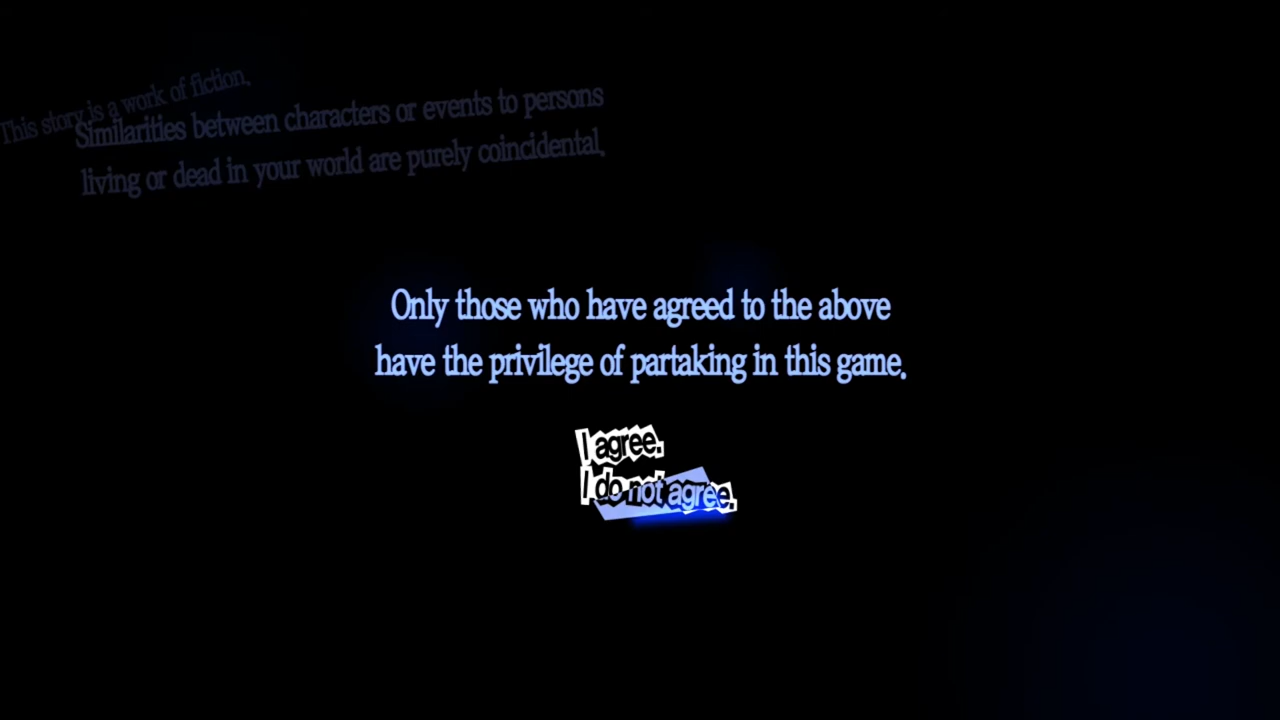 This story is a work of fiction.
Similarities between characters or events to persons
living or dead in your world are purely coincidental.
Only those who have agreed to the above
have the privilege of partaking in this game.
I agree.
I do not agree.